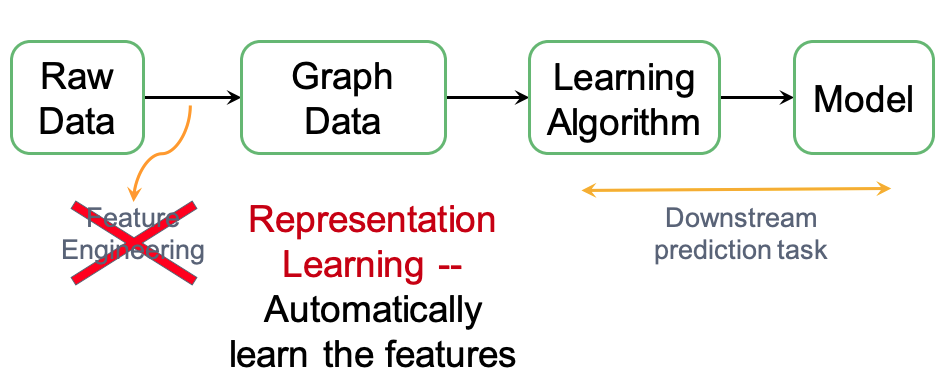 Raw
Data
Graph
Data
Learning
Algorithm
Model
Feature
Engineering
Representation
Learning --
Automatically
learn the features
Downstream
prediction task